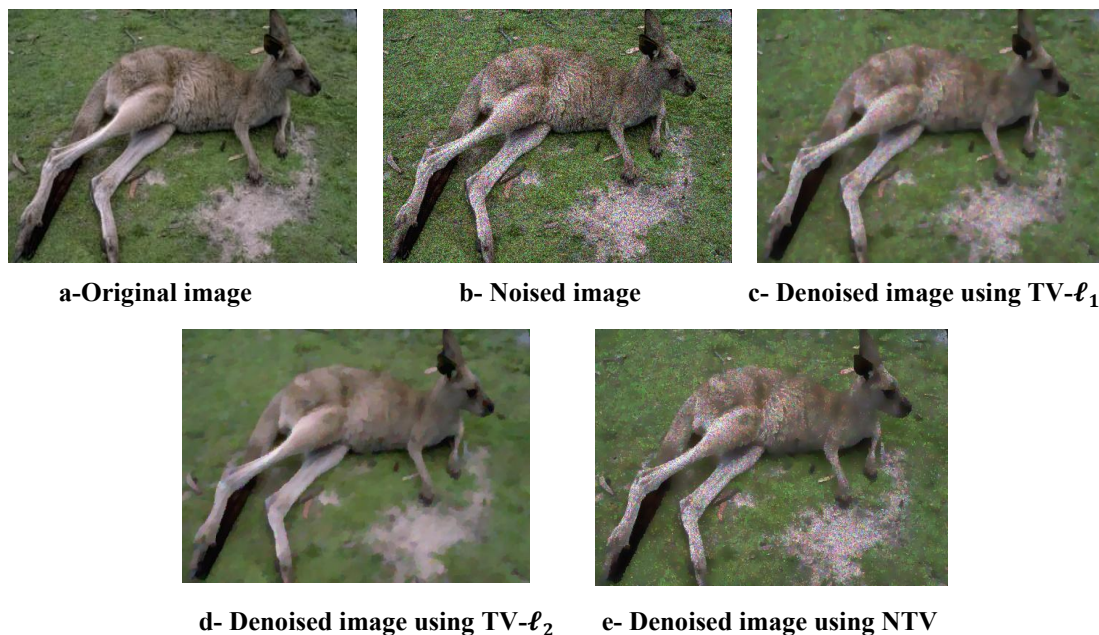 a-Original image
b- Noised image
c- Denoised image using TV-ℓ₁
d- Denoised image using TV-ℓ₂
e- Denoised image using NTV